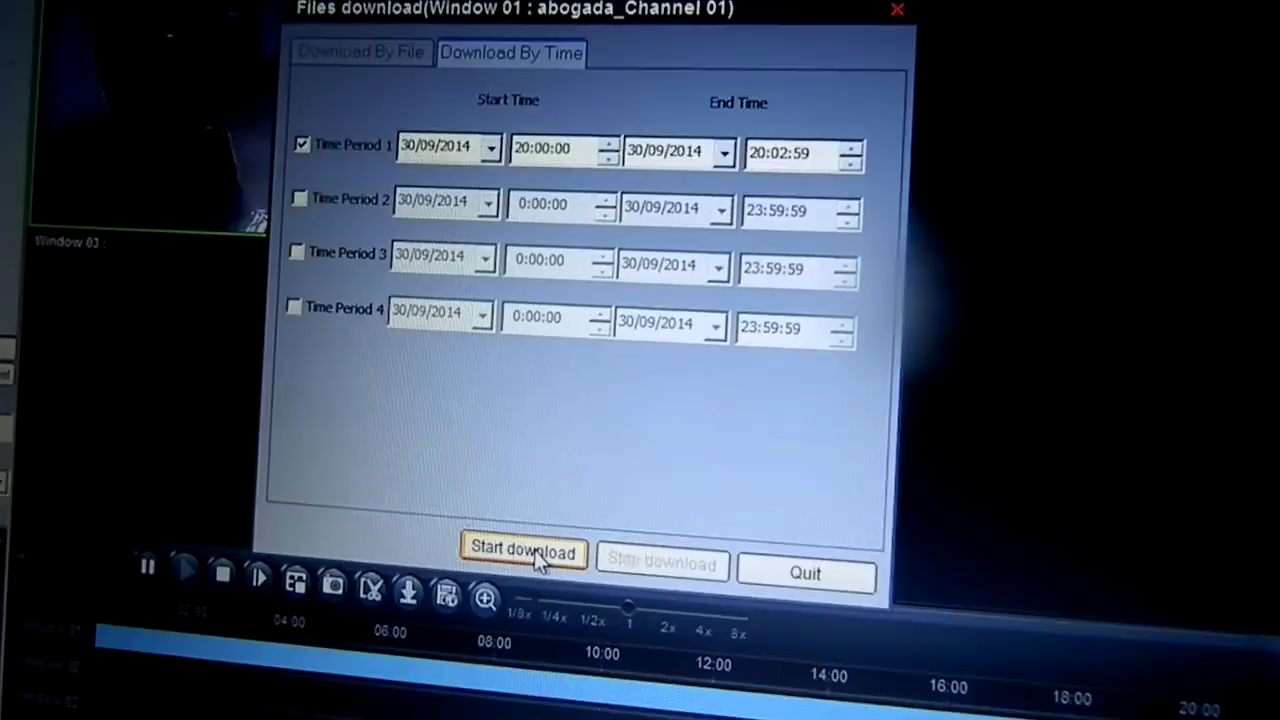 Files download(Window 01 : abogada_Channel 01)
Download By File Download By Time
Start Time End Time
Time Period 1 30/09/2014 20:00:00 30/09/2014 20:02:59
Time Period 2 30/09/2014 0:00:00 30/09/2014 23:59:59
Time Period 3 30/09/2014 0:00:00 30/09/2014 23:59:59
Time Period 4 30/09/2014 0:00:00 30/09/2014 23:59:59
Window 03 :
Start download Stop download Quit
1/8x 1/4x 1/2x 1 2x 4x 8x
04:00 06:00 08:00 10:00 12:00 14:00 16:00 18:00 20:00